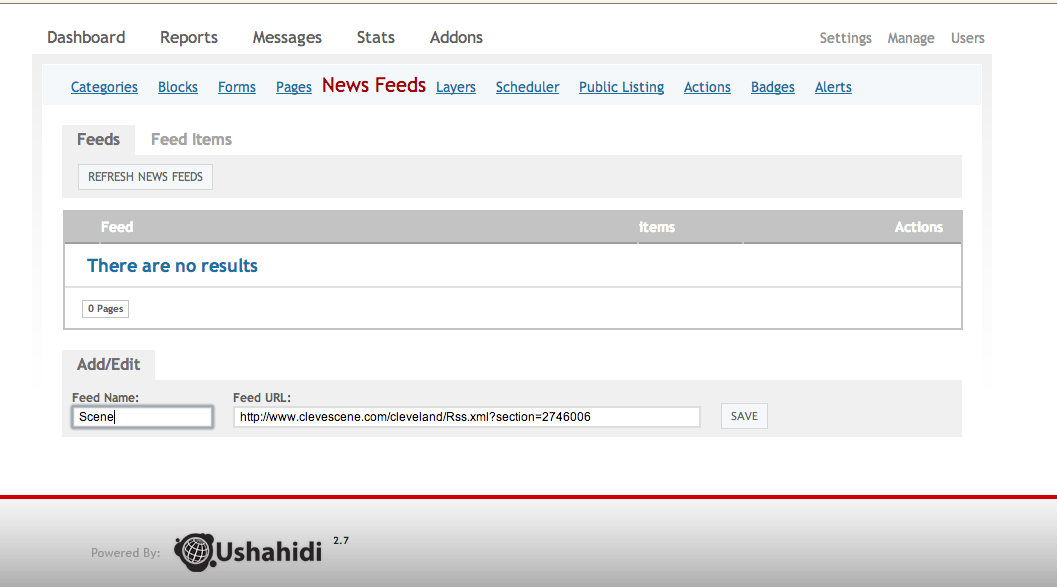 Dashboard Reports Messages Stats Addons Settings Manage Users
Categories Blocks Forms Pages News Feeds Layers Scheduler Public Listing Actions Badges Alerts
Feeds Feed Items
REFRESH NEWS FEEDS
Feed Items Actions
There are no results
0 Pages
Add/Edit
Feed Name: Feed URL:
Scene http://www.clevescene.com/cleveland/Rss.xml?section=2746006 SAVE
Powered By: Ushahidi 2.7